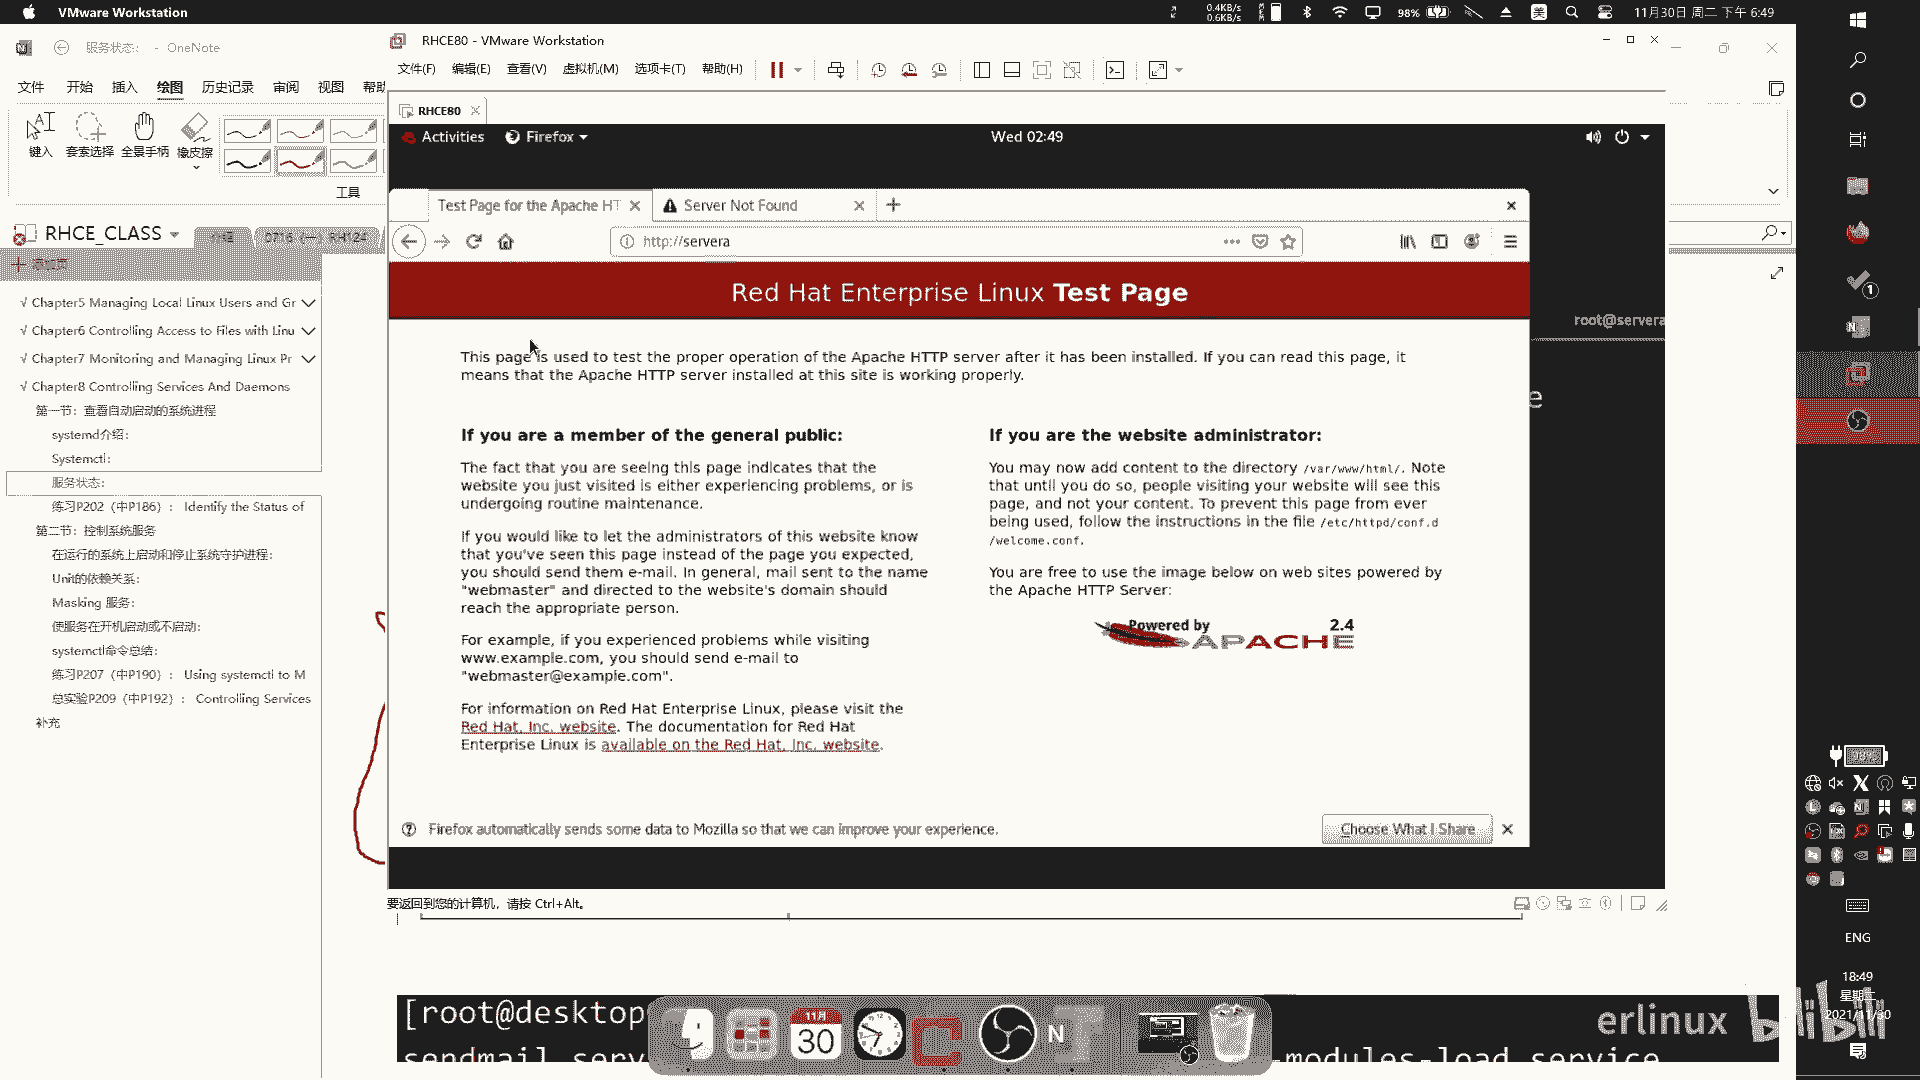 VMware Workstation
0.4KB/s
0.6KB/s
98%
美
11月30日 周二 下午 6:49
服务状态: - OneNote
文件 开始 插入 绘图 历史记录 审阅 视图 帮助
键入 套索选择 全景手柄 橡皮擦
工具
RHCE_CLASS
介绍
0716 (一) RH124
添加页
√ Chapter5 Managing Local Linux Users and Gr
√ Chapter6 Controlling Access to Files with Linu
√ Chapter7 Monitoring and Managing Linux Pr
√ Chapter8 Controlling Services And Daemons
第一节：查看自动启动的系统进程
systemd介绍:
Systemctl:
服务状态:
练习P202（中P186）： Identify the Status of
第二节：控制系统服务
在运行的系统上启动和停止系统守护进程:
Unit的依赖关系:
Masking 服务:
使服务在开机启动或不启动:
systemctl命令总结:
练习P207（中P190）： Using systemctl to M
总实验P209（中P192）： Controlling Services
补充
RHCE80 - VMware Workstation
文件(F) 编辑(E) 查看(V) 虚拟机(M) 选项卡(T) 帮助(H)
RHCE80
Activities Firefox Wed 02:49
Test Page for the Apache HT
Server Not Found
http://servera
Red Hat Enterprise Linux Test Page
This page is used to test the proper operation of the Apache HTTP server after it has been installed. If you can read this page, it
means that the Apache HTTP server installed at this site is working properly.
If you are a member of the general public:
The fact that you are seeing this page indicates that the
website you just visited is either experiencing problems, or is
undergoing routine maintenance.
If you would like to let the administrators of this website know
that you've seen this page instead of the page you expected,
you should send them e-mail. In general, mail sent to the name
"webmaster" and directed to the website's domain should
reach the appropriate person.
For example, if you experienced problems while visiting
www.example.com, you should send e-mail to
"webmaster@example.com".
For information on Red Hat Enterprise Linux, please visit the
Red Hat, Inc. website. The documentation for Red Hat
Enterprise Linux is available on the Red Hat, Inc. website.
If you are the website administrator:
You may now add content to the directory /var/www/html/. Note
that until you do so, people visiting your website will see this
page, and not your content. To prevent this page from ever
being used, follow the instructions in the file /etc/httpd/conf.d
/welcome.conf.
You are free to use the image below on web sites powered by
the Apache HTTP Server:
Powered by 2.4
APACHE
Firefox automatically sends some data to Mozilla so that we can improve your experience.
Choose What I Share
root@servera
e
要返回到您的计算机，请按 Ctrl+Alt。
[root@desktop
sendmail.serv
-modules-load.service
erlinux
bilibili
30
N
1
ENG
18:49
星期二
2021/11/30